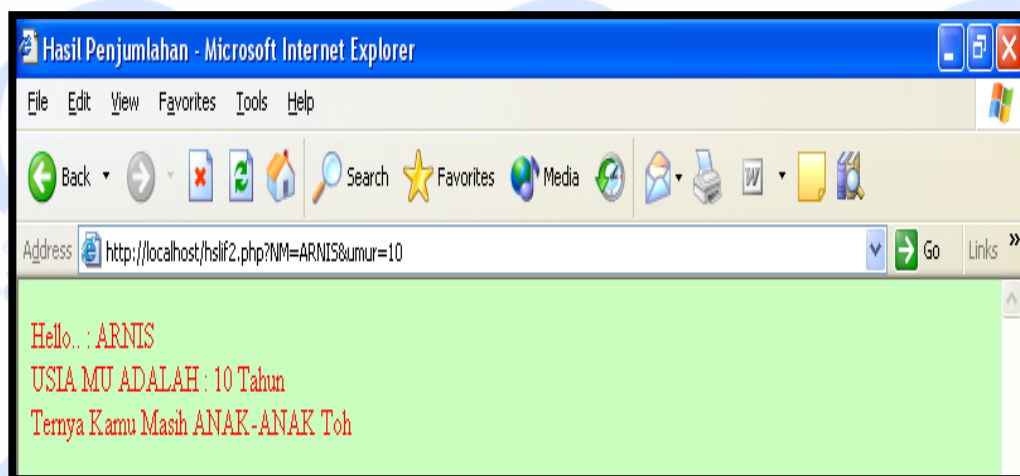 Hasil Penjumlahan - Microsoft Internet Explorer
File Edit View Favorites Tools Help
Back Search Favorites Media W
Address http://localhost/hslif2.php?NM=ARNIS&umur=10 Go Links »
Hello.. : ARNIS
USIA MU ADALAH : 10 Tahun
Ternya Kamu Masih ANAK-ANAK Toh